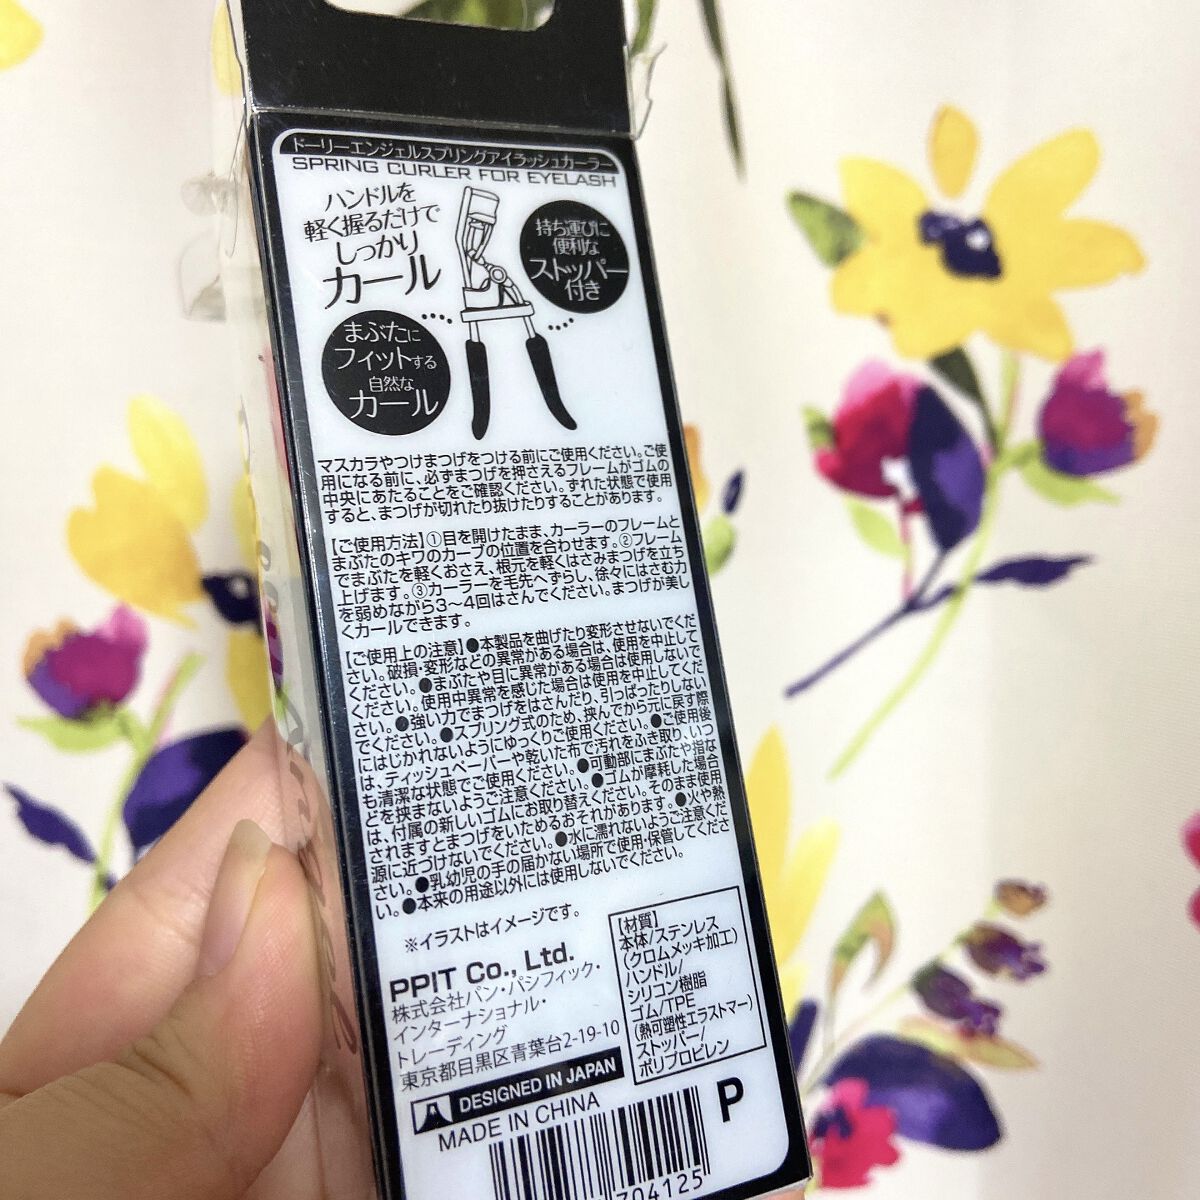 ドーリーエンジェルスプリングアイラッシュカーラー
SPRING CURLER FOR EYELASH
ハンドルを
軽く握るだけで
しっかり
カール
持ち運びに
便利な
ストッパー
付き
まぶたに
フィットする
自然な
カール
マスカラやつけまつげをつける前にご使用ください。ご使
用になる前に、必ずまつげを押さえるフレームがゴムの
中央にあたることをご確認ください。ずれた状態で使用
すると、まつげが切れたり抜けたりすることがあります。
【ご使用方法】①目を開けたまま、カーラーのフレームと
まぶたのキワのカーブの位置を合わせます。②フレーム
でまぶたを軽くおさえ、根元を軽くはさみまつげを立ち
上げます。③カーラーを毛先へずらし、徐々にはさむ力
を弱めながら3〜4回はさんでください。まつげが美し
くカールできます。
【ご使用上の注意】●本製品を曲げたり変形させないでくだ
さい。破損・変形などの異常がある場合は、使用を中止して
ください。●まぶたや目に異常がある場合は使用しないで
ください。使用中異常を感じた場合は使用を中止してくだ
さい。●強い力でまつげをはさんだり、引っぱったりしない
でください。●スプリング式のため、挟んでから元に戻す際
にはじかれないようにゆっくりご使用ください。●ご使用後
は、ティッシュペーパーや乾いた布で汚れをふき取り、いつ
も清潔な状態でご使用ください。●可動部にまぶたや指な
どを挟まないようご注意ください。●ゴムが摩耗した場合
は、付属の新しいゴムにお取り替えください。そのまま使用
されますとまつげをいためるおそれがあります。●火や熱
源に近づけないでください。●水に濡れないようご注意くだ
さい。●乳幼児の手の届かない場所で使用・保管してくださ
い。●本来の用途以外には使用しないでください。
※イラストはイメージです。
PPIT Co., Ltd.
株式会社パン・パシフィック・
インターナショナル・
トレーディング
東京都目黒区青葉台2-19-10
DESIGNED IN JAPAN
MADE IN CHINA
【材質】
本体/ステンレス
(クロムメッキ加工)
ハンドル/
シリコン樹脂
ゴム/TPE
(熱可塑性エラストマー)
ストッパー/
ポリプロピレン
P
704125